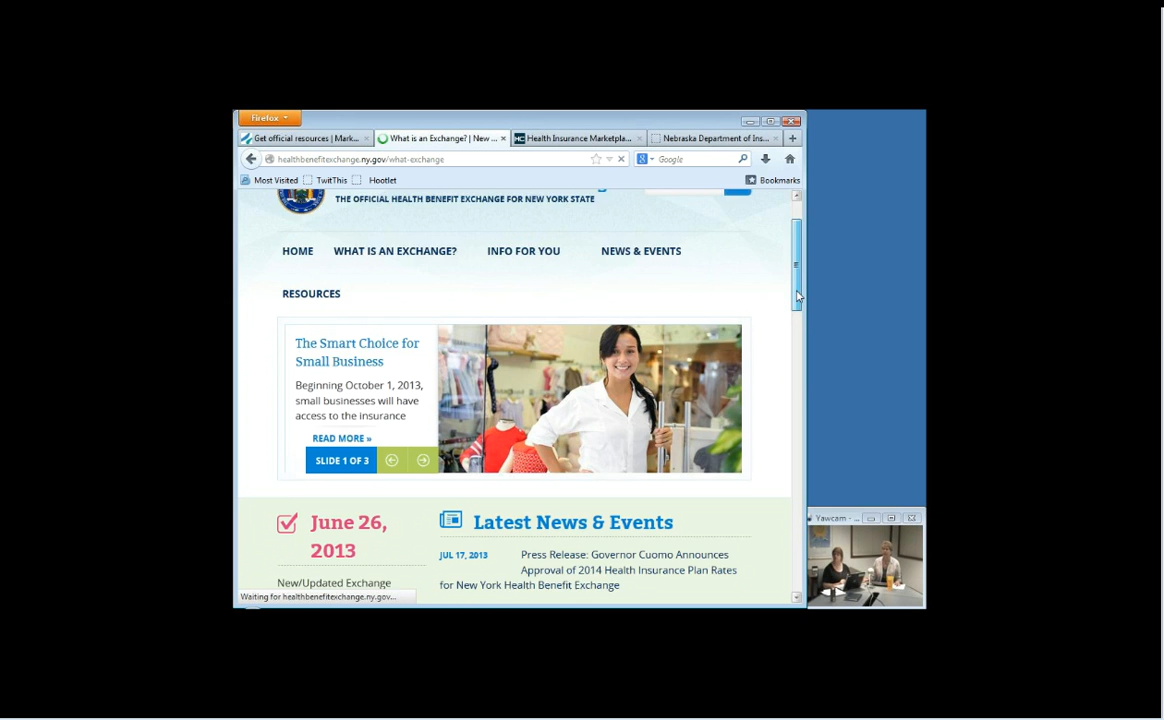 Firefox
Get official resources | Mark...
What is an Exchange? | New ...
Health Insurance Marketpla...
Nebraska Department of Ins...
healthbenefitexchange.ny.gov/what-exchange
Google
Most Visited
TwitThis
Hootlet
Bookmarks
THE OFFICIAL HEALTH BENEFIT EXCHANGE FOR NEW YORK STATE
HOME
WHAT IS AN EXCHANGE?
INFO FOR YOU
NEWS & EVENTS
RESOURCES
The Smart Choice for
Small Business
Beginning October 1, 2013,
small businesses will have
access to the insurance
READ MORE »
SLIDE 1 OF 3
June 26,
2013
New/Updated Exchange
Latest News & Events
JUL 17, 2013
Press Release: Governor Cuomo Announces
Approval of 2014 Health Insurance Plan Rates
for New York Health Benefit Exchange
Waiting for healthbenefitexchange.ny.gov...
Yawcam - ...